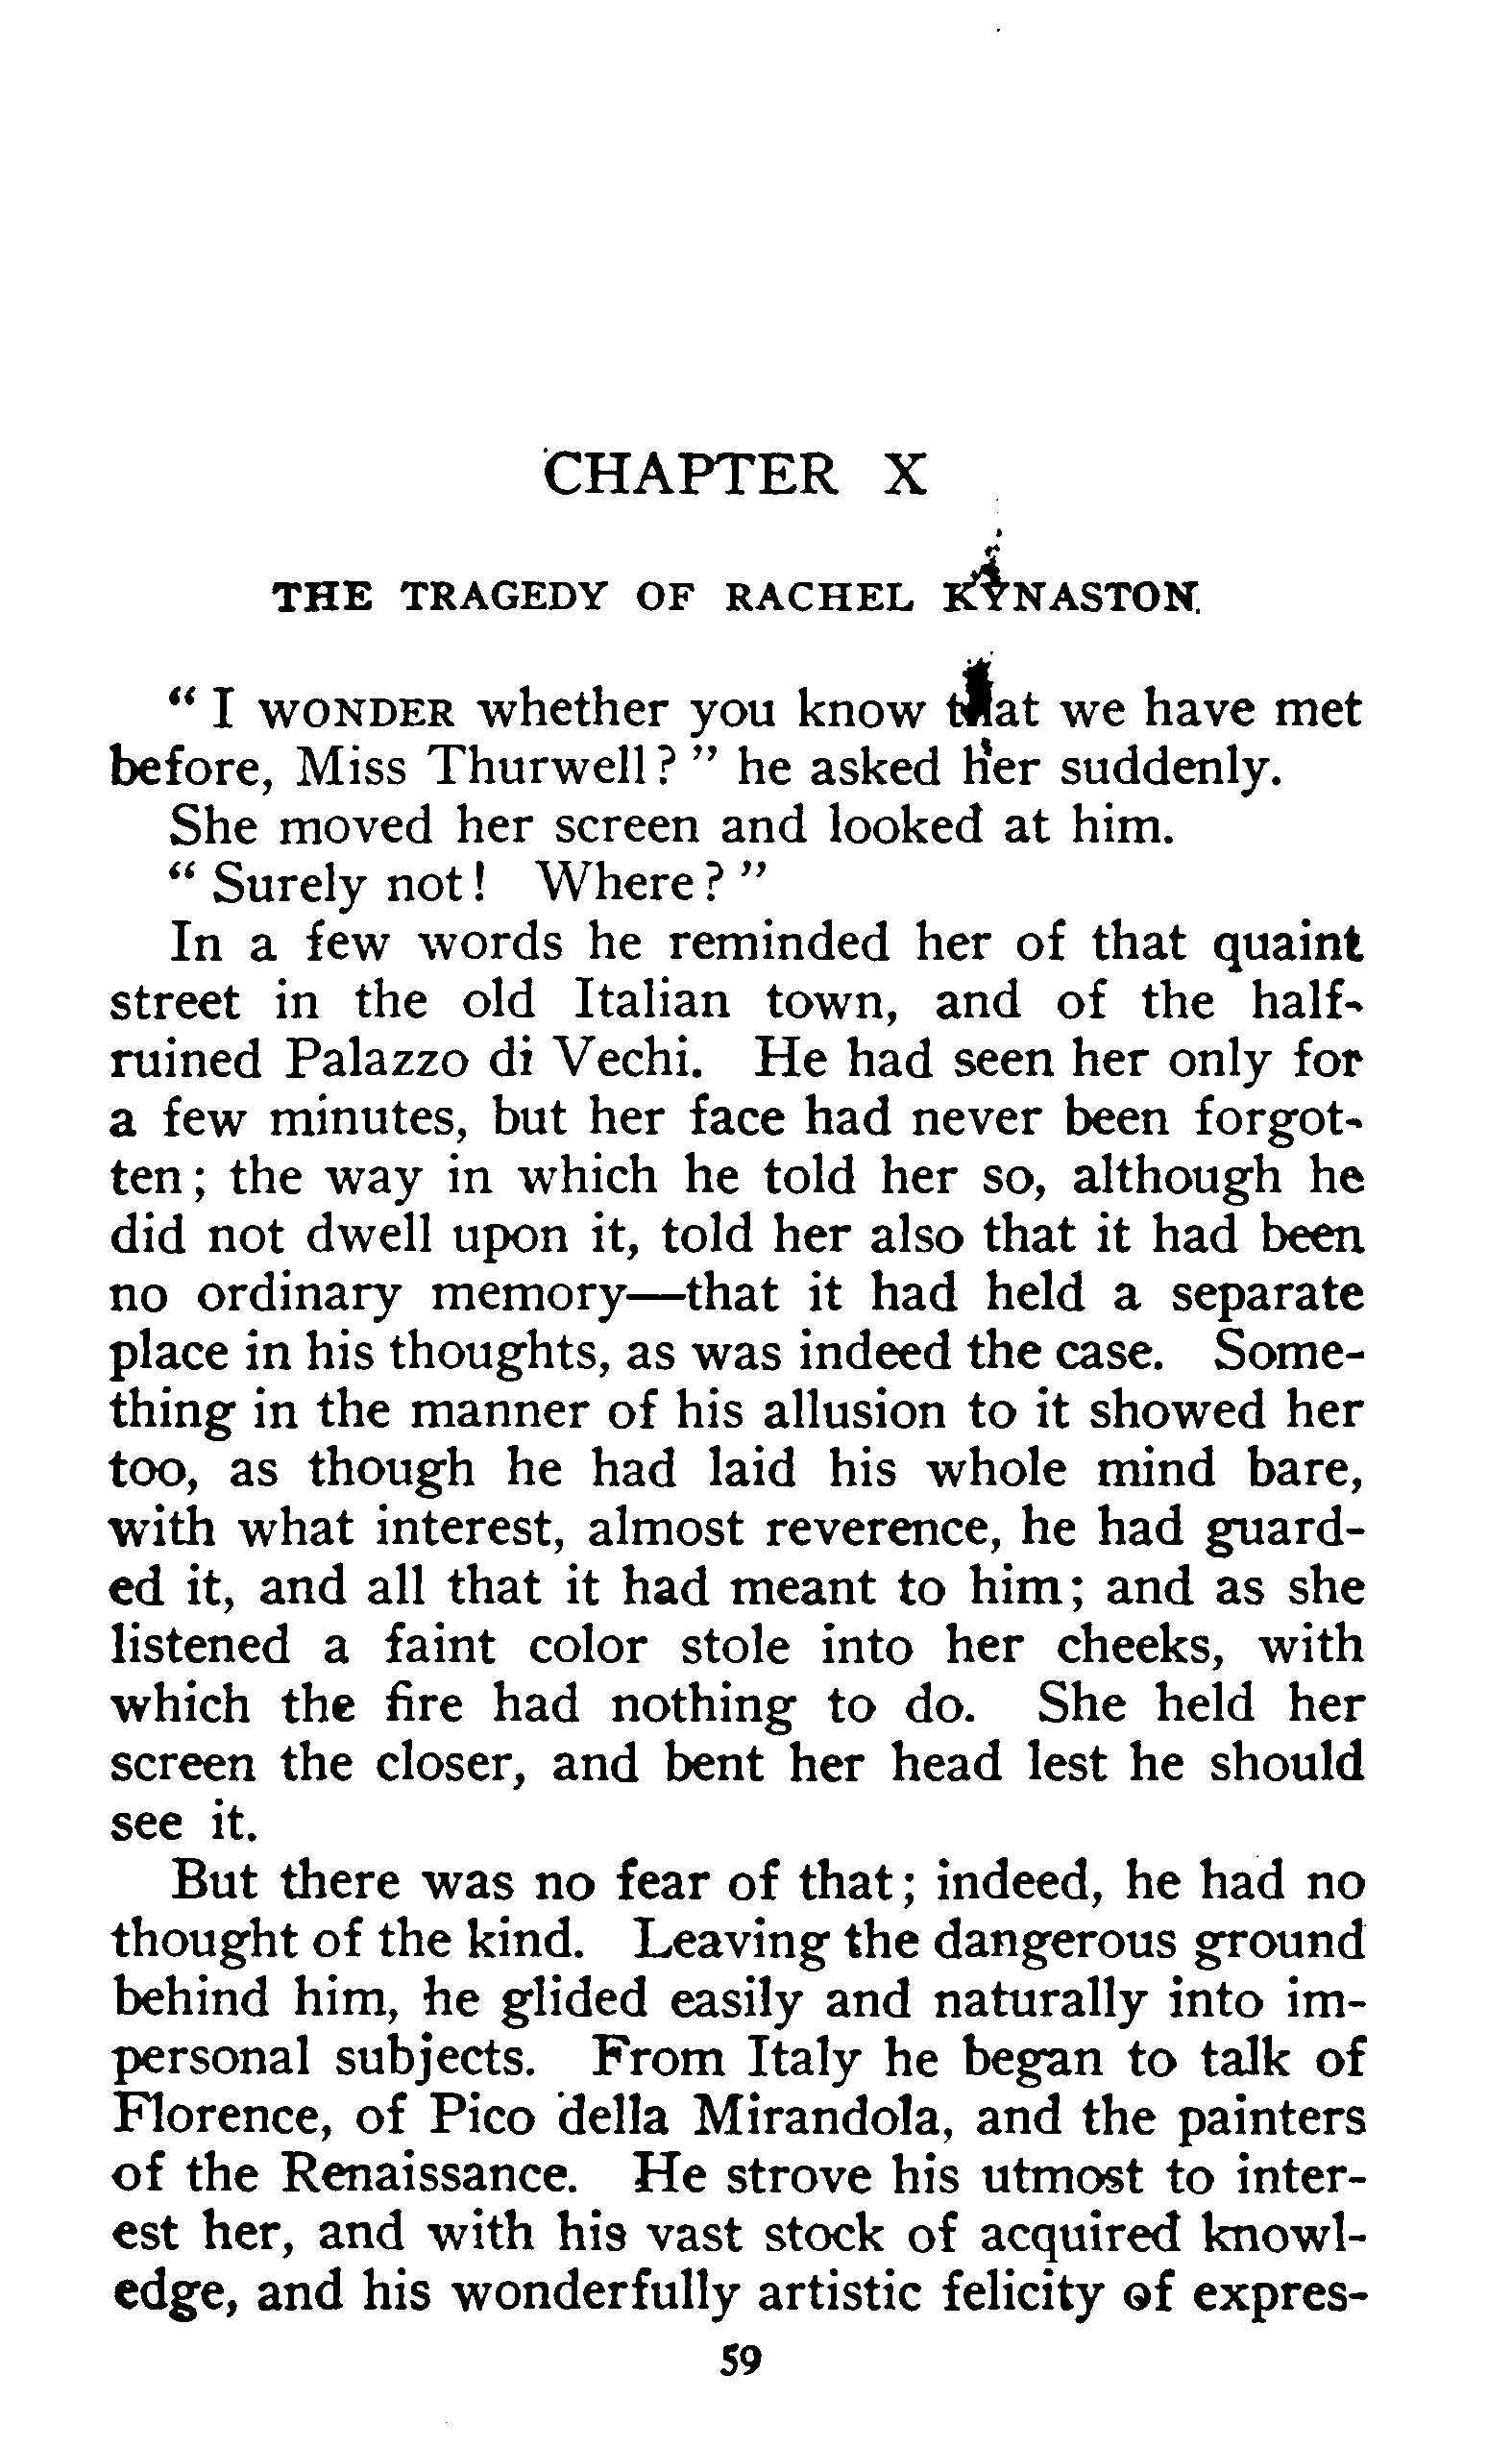 CHAPTER X
THE TRAGEDY OF RACHEL KYNASTON.
“ I WONDER whether you know that we have met
before, Miss Thurwell? ” he asked her suddenly.
She moved her screen and looked at him.
“ Surely not! Where? ”
In a few words he reminded her of that quaint
street in the old Italian town, and of the half-
ruined Palazzo di Vechi. He had seen her only for
a few minutes, but her face had never been forgot-
ten; the way in which he told her so, although he
did not dwell upon it, told her also that it had been
no ordinary memory—that it had held a separate
place in his thoughts, as was indeed the case. Some-
thing in the manner of his allusion to it showed her
too, as though he had laid his whole mind bare,
with what interest, almost reverence, he had guard-
ed it, and all that it had meant to him; and as she
listened a faint color stole into her cheeks, with
which the fire had nothing to do. She held her
screen the closer, and bent her head lest he should
see it.
But there was no fear of that; indeed, he had no
thought of the kind. Leaving the dangerous ground
behind him, he glided easily and naturally into im-
personal subjects. From Italy he began to talk of
Florence, of Pico della Mirandola, and the painters
of the Renaissance. He strove his utmost to inter-
est her, and with his vast stock of acquired knowl-
edge, and his wonderfully artistic felicity of expres-
59